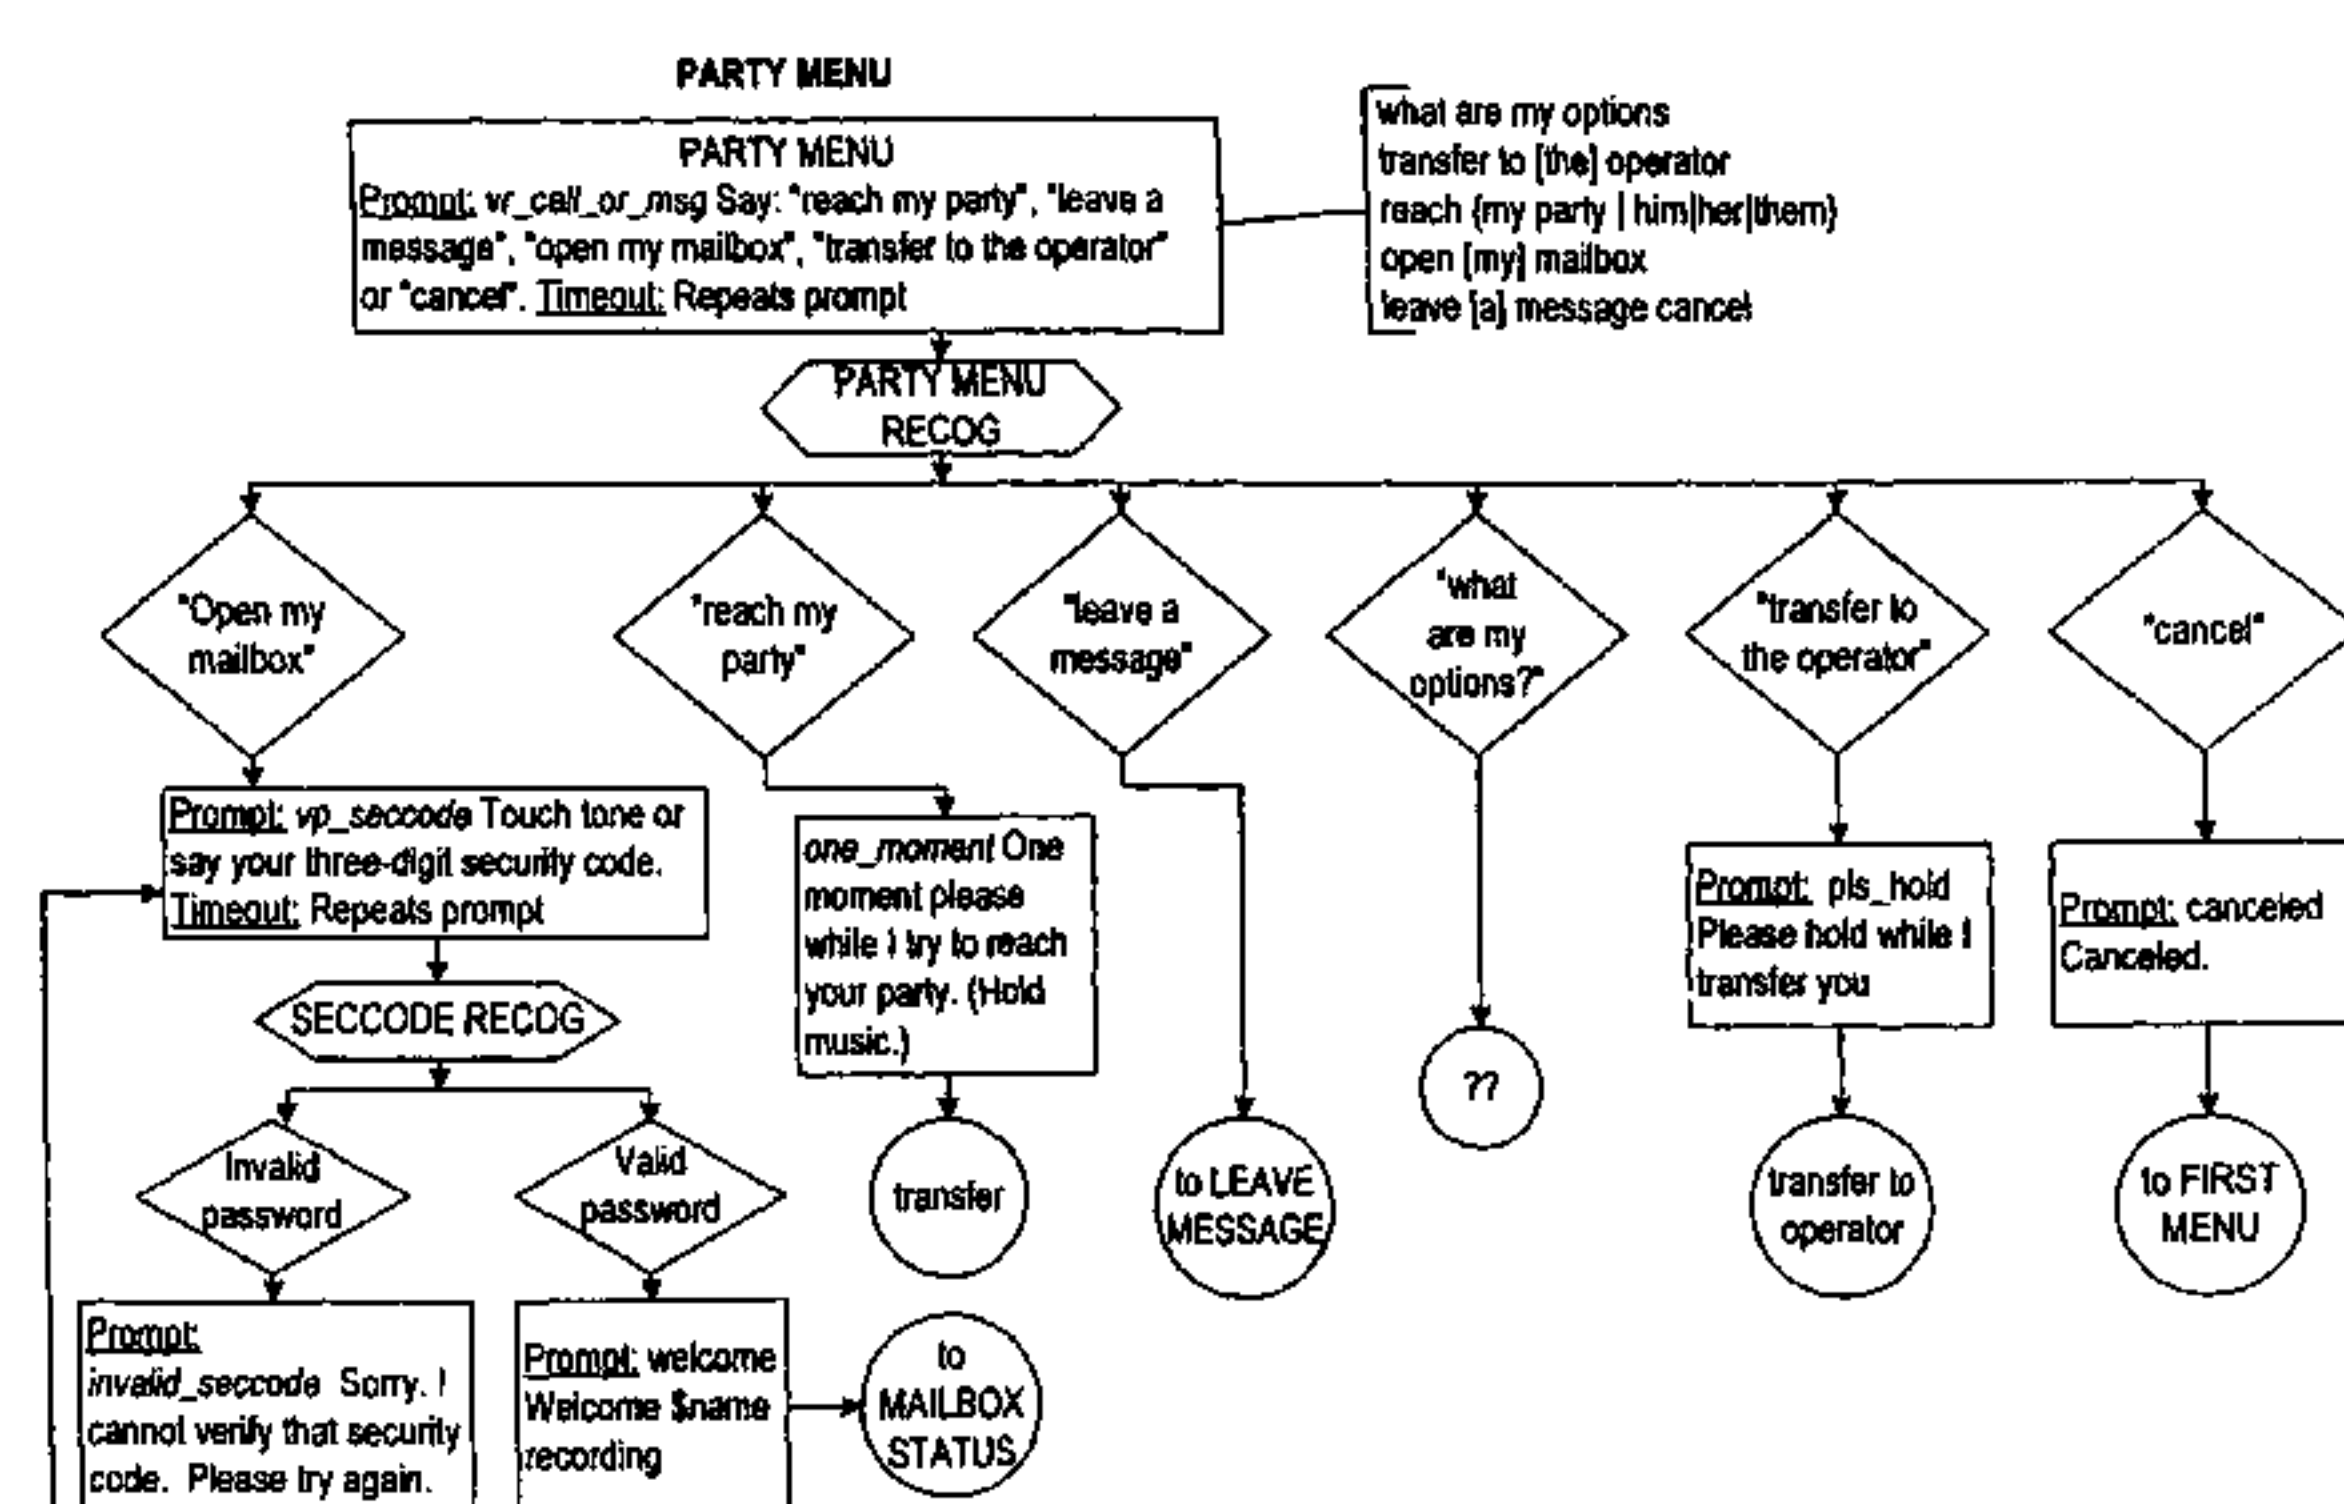 PARTY MENU
PARTY MENU
Prompt: vr_call_or_msg Say: "reach my party", "leave a
message", "open my mailbox", "transfer to the operator"
or "cancel". Timeout: Repeats prompt
what are my options
transfer to [the] operator
reach {my party | him|her|them}
open [my] mailbox
leave [a] message cancel
PARTY MENU
RECOG
"Open my
mailbox"
"reach my
party"
"leave a
message"
"what
are my
options?"
"transfer to
the operator"
"cancel"
Prompt: vp_seccode Touch tone or
say your three-digit security code.
Timeout: Repeats prompt
one_moment One
moment please
while I try to reach
your party. (Hold
music.)
Prompt: pls_hold
Please hold while I
transfer you
Prompt: canceled
Canceled.
SECCODE RECOG
??
Invalid
password
Valid
password
transfer
to LEAVE
MESSAGE
transfer to
operator
to FIRST
MENU
Prompt:
invalid_seccode Sorry. I
cannot verify that security
code. Please try again.
Prompt: welcome
Welcome $name
recording
to
MAILBOX
STATUS